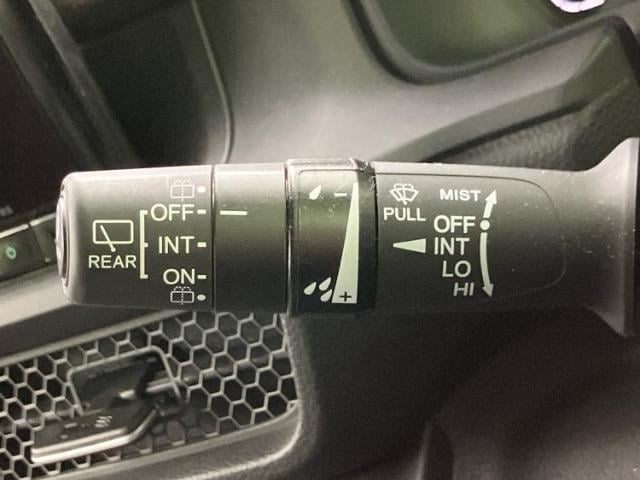 REAR
OFF
INT
ON
-
+
PULL
MIST
OFF
INT
LO
HI